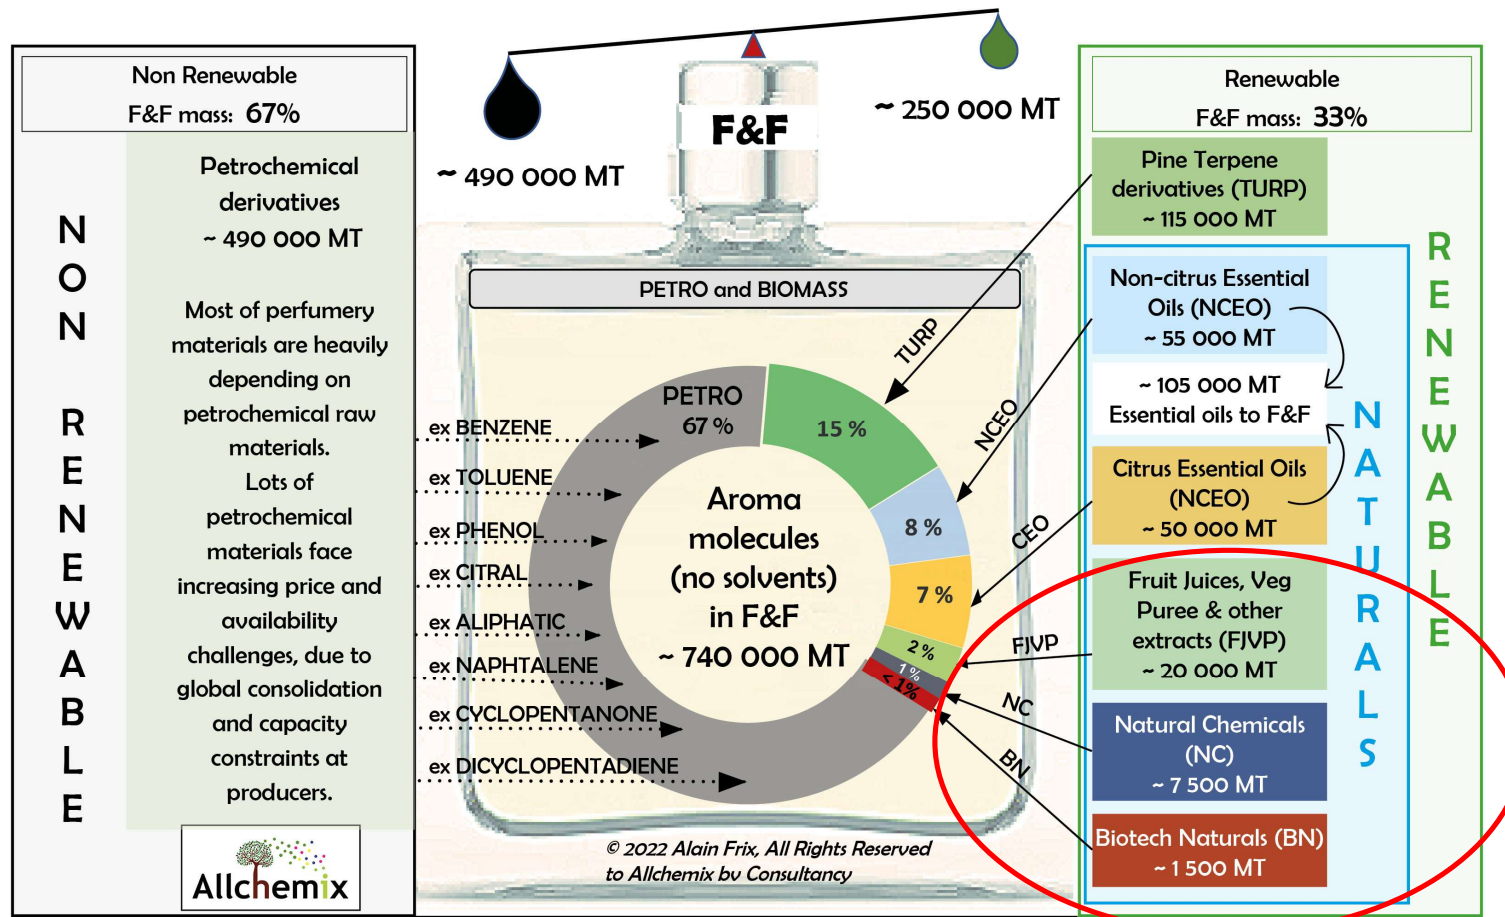 Non Renewable
F&F mass: 67%
NON RENEWABLE
Petrochemical
derivatives
~ 490 000 MT
Most of perfumery
materials are heavily
depending on
petrochemical raw
materials.
Lots of
petrochemical
materials face
increasing price and
availability
challenges, due to
global consolidation
and capacity
constraints at
producers.
Allchemix
~ 490 000 MT
F&F
~ 250 000 MT
PETRO and BIOMASS
ex BENZENE
ex TOLUENE
ex PHENOL
ex CITRAL
ex ALIPHATIC
ex NAPHTALENE
ex CYCLOPENTANONE
ex DICYCLOPENTADIENE
PETRO
67 %
15 %
8 %
7 %
2 %
1 %
< 1%
Aroma
molecules
(no solvents)
in F&F
~ 740 000 MT
TURP
NCEO
CEO
FJVP
NC
BN
© 2022 Alain Frix, All Rights Reserved
to Allchemix bv Consultancy
Renewable
F&F mass: 33%
Pine Terpene
derivatives (TURP)
~ 115 000 MT
Non-citrus Essential
Oils (NCEO)
~ 55 000 MT
~ 105 000 MT
Essential oils to F&F
Citrus Essential Oils
(NCEO)
~ 50 000 MT
Fruit Juices, Veg
Puree & other
extracts (FJVP)
~ 20 000 MT
Natural Chemicals
(NC)
~ 7 500 MT
Biotech Naturals (BN)
~ 1 500 MT
NATURALS
RENEWABLE